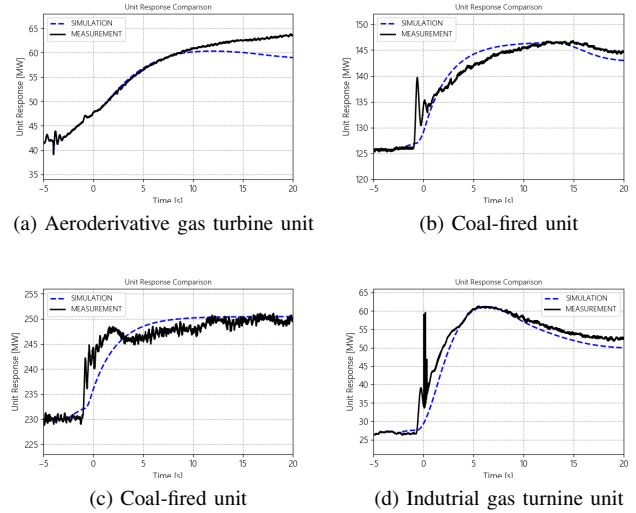 Unit Response Comparison
SIMULATION
MEASUREMENT
Unit Response [MW]
65
60
55
50
45
40
35
-5 0 5 10 15 20
Time [s]
(a) Aeroderivative gas turbine unit
Unit Response Comparison
SIMULATION
MEASUREMENT
Unit Response [MW]
150
145
140
135
130
125
120
-5 0 5 10 15 20
Time [s]
(b) Coal-fired unit
Unit Response Comparison
SIMULATION
MEASUREMENT
Unit Response [MW]
255
250
245
240
235
230
225
-5 0 5 10 15 20
Time [s]
(c) Coal-fired unit
Unit Response Comparison
SIMULATION
MEASUREMENT
Unit Response [MW]
65
60
55
50
45
40
35
30
25
-5 0 5 10 15 20
Time [s]
(d) Indutrial gas turnine unit